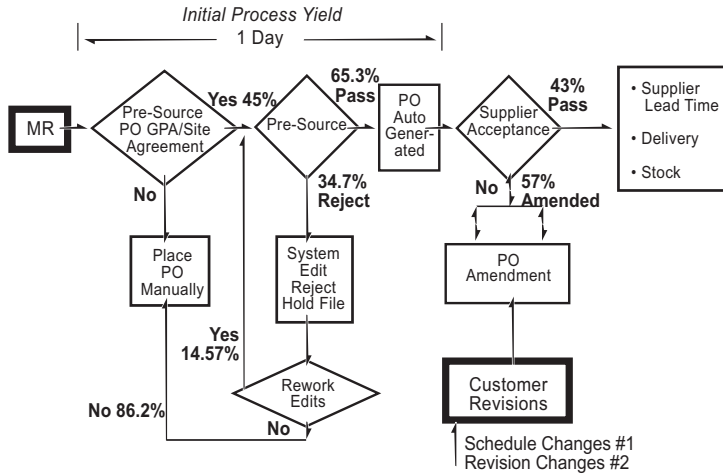 Initial Process Yield
1 Day
MR
Pre-Source
PO GPA/Site
Agreement
Yes 45%
Pre-Source
65.3%
Pass
PO
Auto
Gener-
ated
Supplier
Acceptance
43%
Pass
• Supplier
Lead Time
• Delivery
• Stock
No
34.7%
Reject
No
57%
Amended
Place
PO
Manually
System
Edit
Reject
Hold File
PO
Amendment
Yes
14.57%
Rework
Edits
No 86.2%
No
Customer
Revisions
Schedule Changes #1
Revision Changes #2